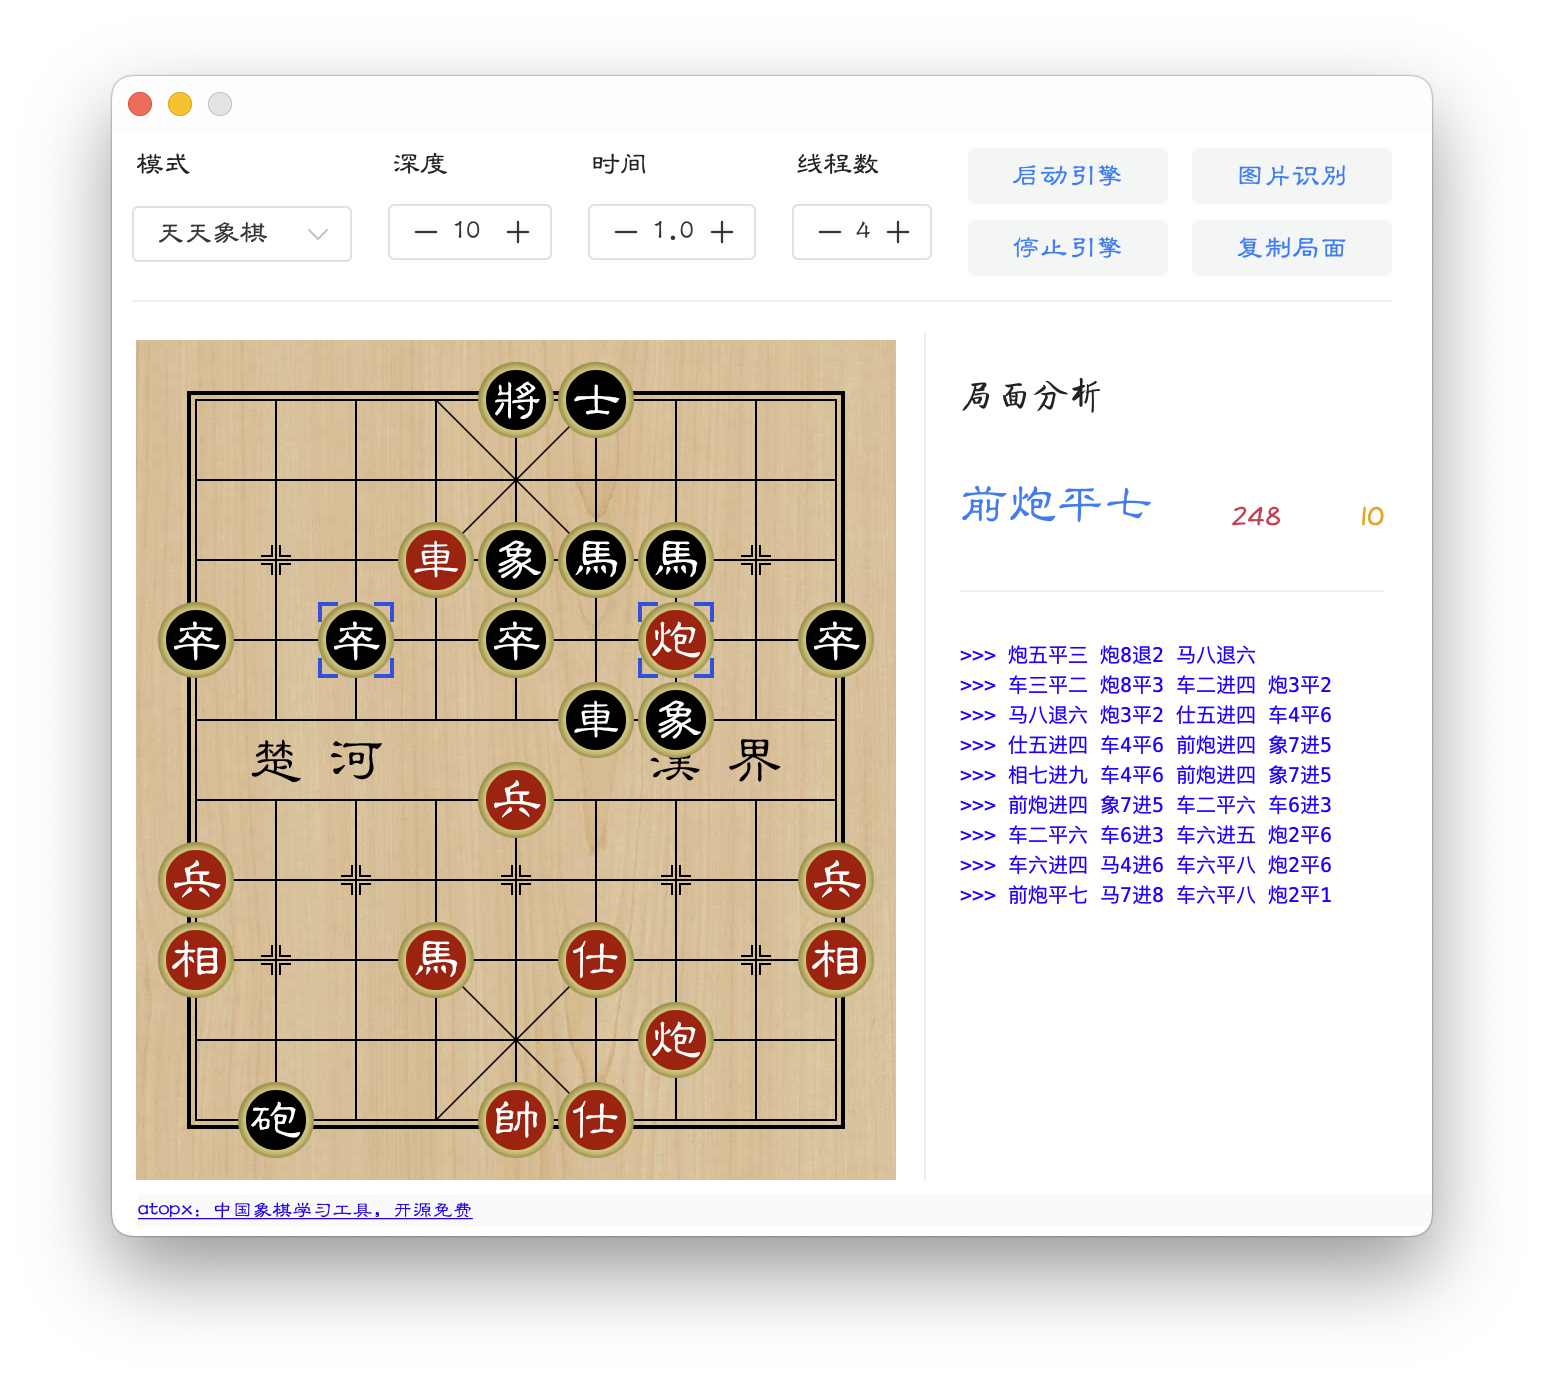 模式 深度 时间 线程数 启动引擎 图片识别
天天象棋 10 1.0 4 停止引擎 复制局面
將 士
車 象 馬 馬
卒 卒 卒 炮 卒
車 象
楚 河 漢 界
兵
兵 兵
相 馬 仕 相
炮
砲 帥 仕
局面分析
前炮平七 248 10
>>> 炮五平三 炮8退2 马八退六
>>> 车三平二 炮8平3 车二进四 炮3平2
>>> 马八退六 炮3平2 仕五进四 车4平6
>>> 仕五进四 车4平6 前炮进四 象7进5
>>> 相七进九 车4平6 前炮进四 象7进5
>>> 前炮进四 象7进5 车二平六 车6进3
>>> 车二平六 车6进3 车六进五 炮2平6
>>> 车六进四 马4进6 车六平八 炮2平6
>>> 前炮平七 马7进8 车六平八 炮2平1
atopx：中国象棋学习工具，开源免费